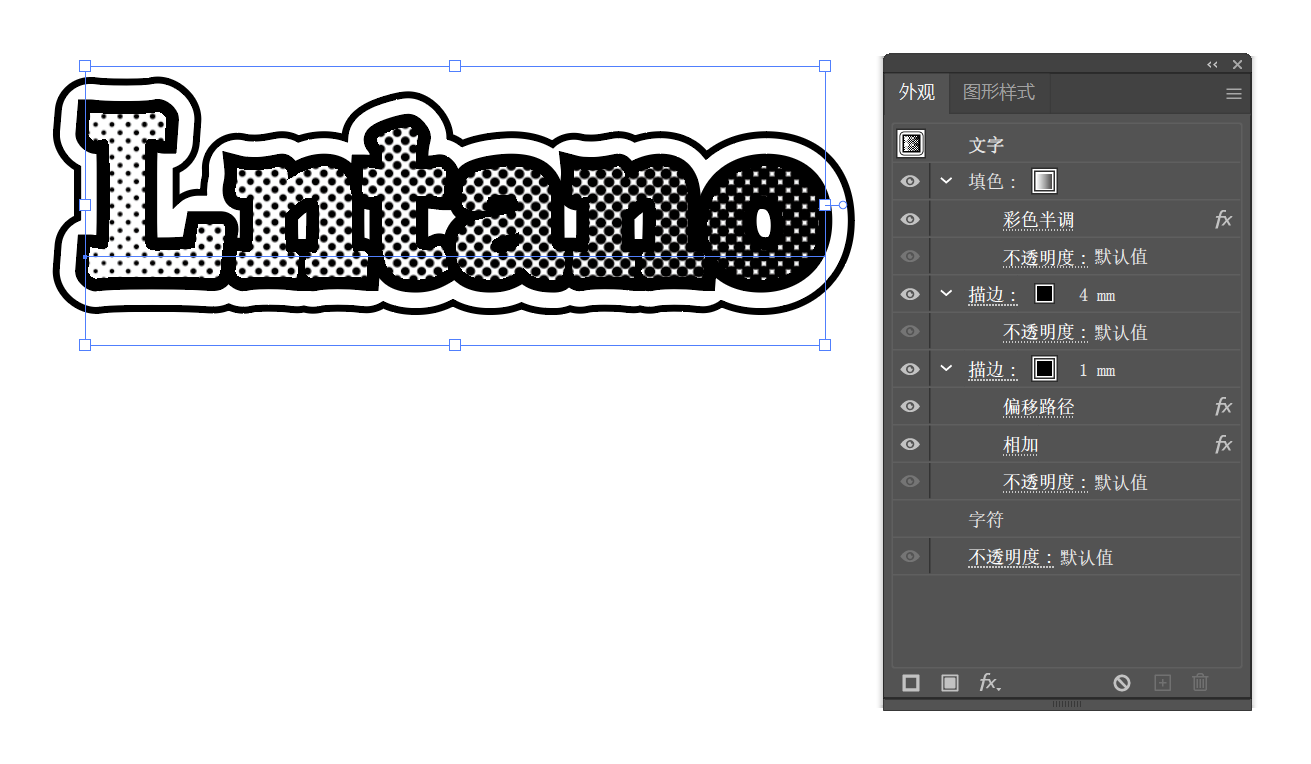 Lntano
外观 图形样式
文字
填色：
彩色半调 fx
不透明度：默认值
描边： 4 mm
不透明度：默认值
描边： 1 mm
偏移路径 fx
相加 fx
不透明度：默认值
字符
不透明度：默认值
fx